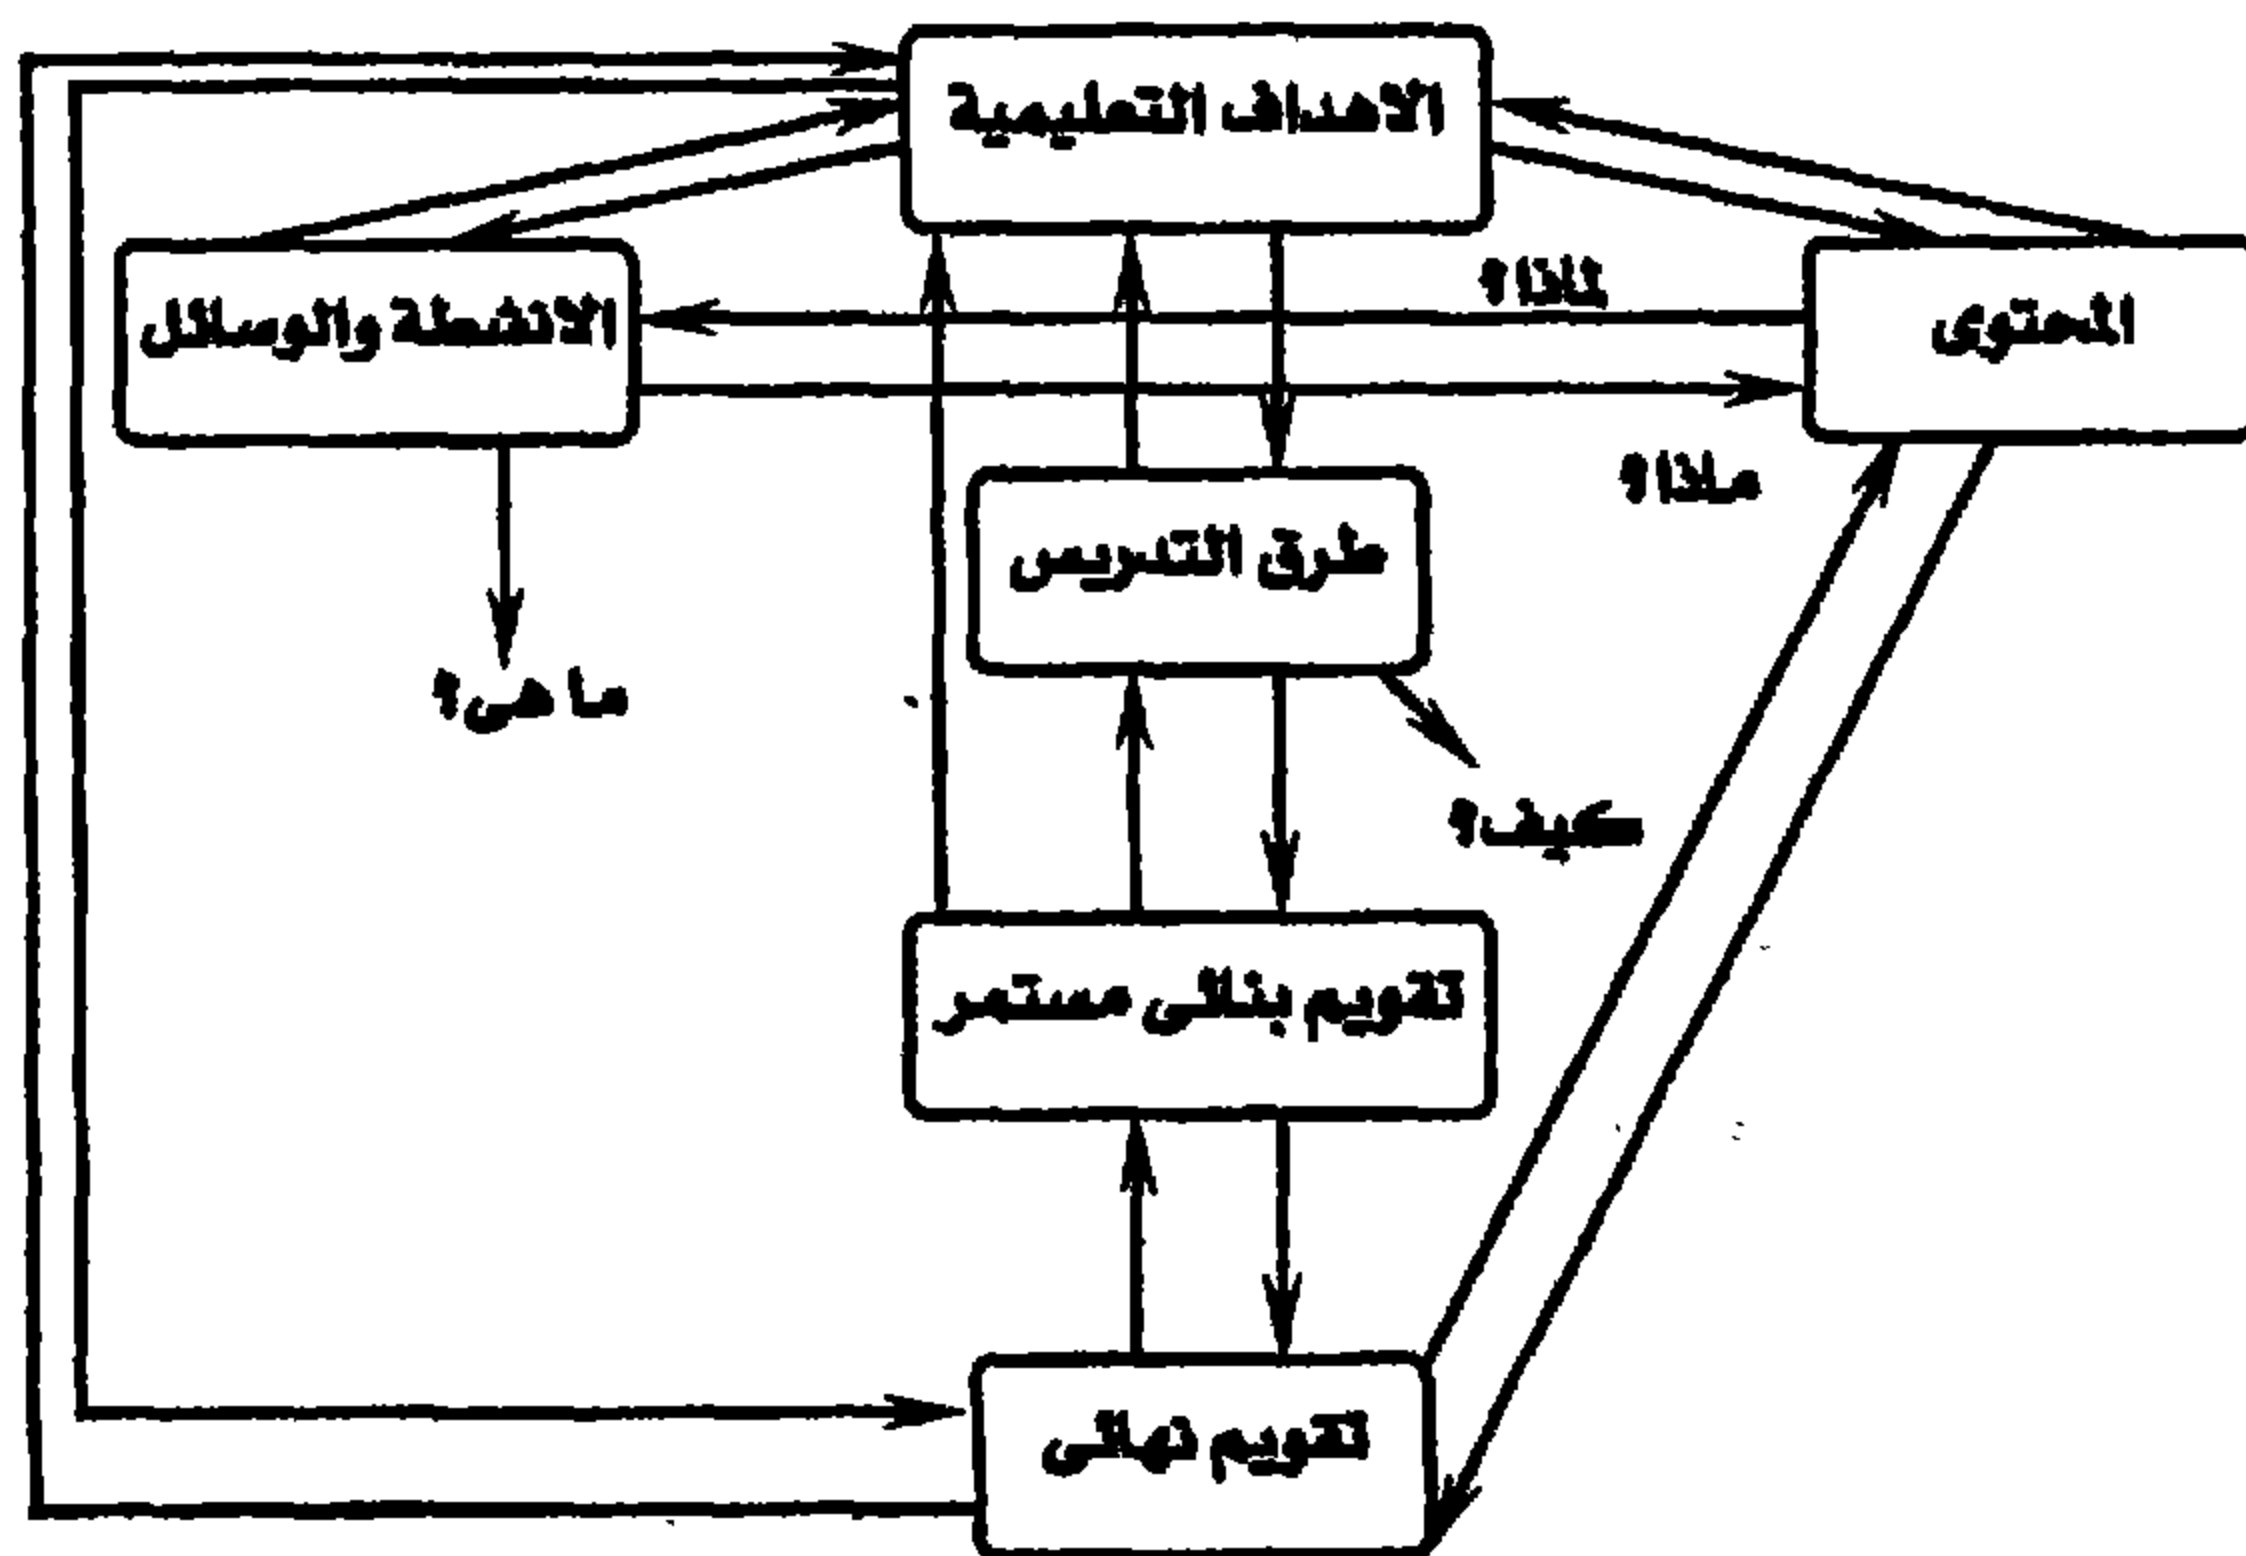 الاهداف التعليمية
لماذا؟
المحتوى
الانشطة والوسائل
ماذا؟
طرق التدريس
ما هى؟
كيف؟
تقويم بنائى مستمر
تقويم نهائى